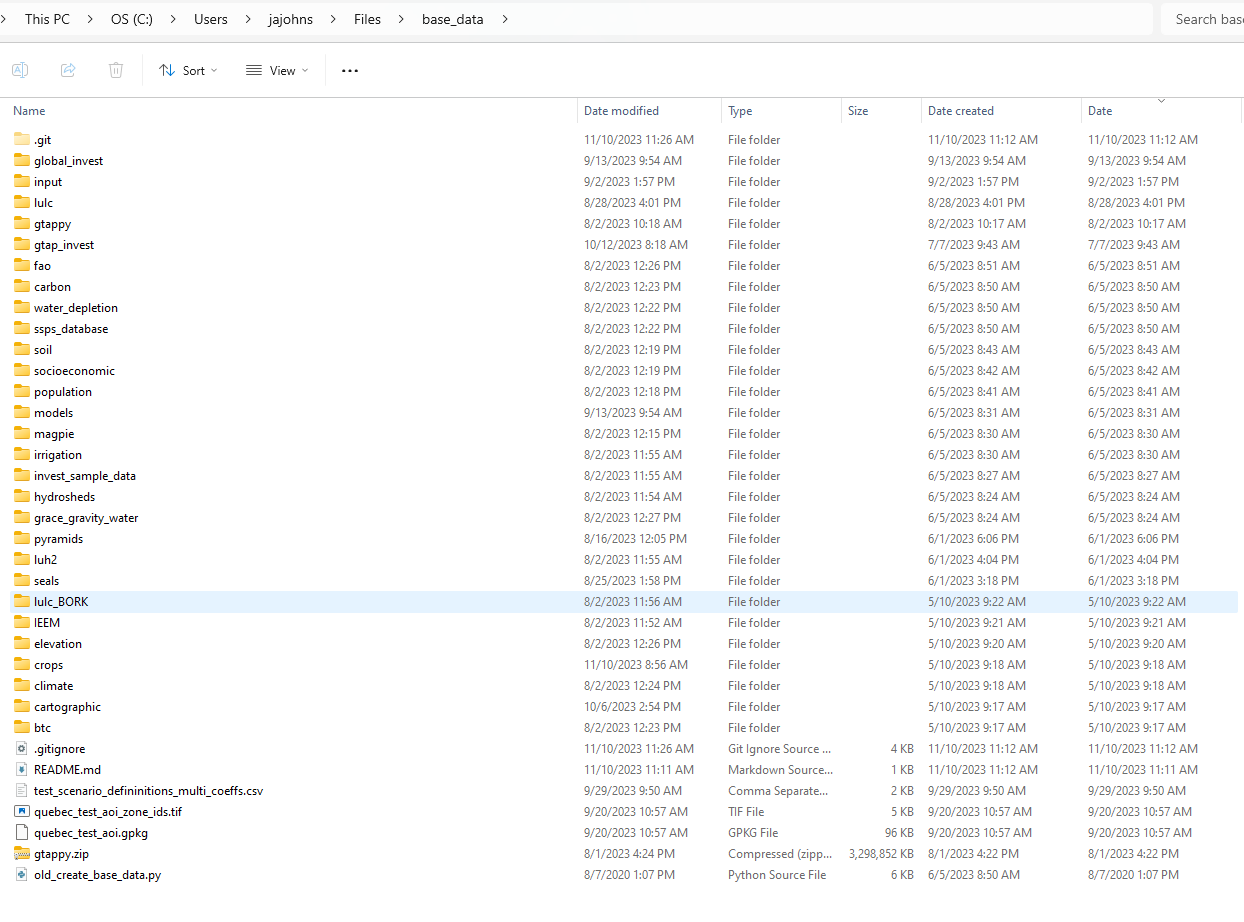 This PC > OS (C:) > Users > jajohns > Files > base_data > Search base
Sort View ...
Name Date modified Type Size Date created Date
.git 11/10/2023 11:26 AM File folder 11/10/2023 11:12 AM 11/10/2023 11:12 AM
global_invest 9/13/2023 9:54 AM File folder 9/13/2023 9:54 AM 9/13/2023 9:54 AM
input 9/2/2023 1:57 PM File folder 9/2/2023 1:57 PM 9/2/2023 1:57 PM
lulc 8/28/2023 4:01 PM File folder 8/28/2023 4:01 PM 8/28/2023 4:01 PM
gtappy 8/2/2023 10:18 AM File folder 8/2/2023 10:17 AM 8/2/2023 10:17 AM
gtap_invest 10/12/2023 8:18 AM File folder 7/7/2023 9:43 AM 7/7/2023 9:43 AM
fao 8/2/2023 12:26 PM File folder 6/5/2023 8:51 AM 6/5/2023 8:51 AM
carbon 8/2/2023 12:23 PM File folder 6/5/2023 8:50 AM 6/5/2023 8:50 AM
water_depletion 8/2/2023 12:22 PM File folder 6/5/2023 8:50 AM 6/5/2023 8:50 AM
ssps_database 8/2/2023 12:22 PM File folder 6/5/2023 8:50 AM 6/5/2023 8:50 AM
soil 8/2/2023 12:19 PM File folder 6/5/2023 8:43 AM 6/5/2023 8:43 AM
socioeconomic 8/2/2023 12:19 PM File folder 6/5/2023 8:42 AM 6/5/2023 8:42 AM
population 8/2/2023 12:18 PM File folder 6/5/2023 8:41 AM 6/5/2023 8:41 AM
models 9/13/2023 9:54 AM File folder 6/5/2023 8:31 AM 6/5/2023 8:31 AM
magpie 8/2/2023 12:15 PM File folder 6/5/2023 8:30 AM 6/5/2023 8:30 AM
irrigation 8/2/2023 11:55 AM File folder 6/5/2023 8:30 AM 6/5/2023 8:30 AM
invest_sample_data 8/2/2023 11:55 AM File folder 6/5/2023 8:27 AM 6/5/2023 8:27 AM
hydrosheds 8/2/2023 11:54 AM File folder 6/5/2023 8:24 AM 6/5/2023 8:24 AM
grace_gravity_water 8/2/2023 12:27 PM File folder 6/5/2023 8:24 AM 6/5/2023 8:24 AM
pyramids 8/16/2023 12:05 PM File folder 6/1/2023 6:06 PM 6/1/2023 6:06 PM
luh2 8/2/2023 11:55 AM File folder 6/1/2023 4:04 PM 6/1/2023 4:04 PM
seals 8/25/2023 1:58 PM File folder 6/1/2023 3:18 PM 6/1/2023 3:18 PM
lulc_BORK 8/2/2023 11:56 AM File folder 5/10/2023 9:22 AM 5/10/2023 9:22 AM
IEEM 8/2/2023 11:52 AM File folder 5/10/2023 9:21 AM 5/10/2023 9:21 AM
elevation 8/2/2023 12:26 PM File folder 5/10/2023 9:20 AM 5/10/2023 9:20 AM
crops 11/10/2023 8:56 AM File folder 5/10/2023 9:18 AM 5/10/2023 9:18 AM
climate 8/2/2023 12:24 PM File folder 5/10/2023 9:18 AM 5/10/2023 9:18 AM
cartographic 10/6/2023 2:54 PM File folder 5/10/2023 9:17 AM 5/10/2023 9:17 AM
btc 8/2/2023 12:23 PM File folder 5/10/2023 9:17 AM 5/10/2023 9:17 AM
.gitignore 11/10/2023 11:26 AM Git Ignore Source ... 4 KB 11/10/2023 11:12 AM 11/10/2023 11:12 AM
README.md 11/10/2023 11:11 AM Markdown Source... 1 KB 11/10/2023 11:12 AM 11/10/2023 11:11 AM
test_scenario_defininitions_multi_coeffs.csv 9/29/2023 9:50 AM Comma Separate... 2 KB 9/29/2023 9:50 AM 9/29/2023 9:50 AM
quebec_test_aoi_zone_ids.tif 9/20/2023 10:57 AM TIF File 5 KB 9/20/2023 10:57 AM 9/20/2023 10:57 AM
quebec_test_aoi.gpkg 9/20/2023 10:57 AM GPKG File 96 KB 9/20/2023 10:57 AM 9/20/2023 10:57 AM
gtappy.zip 8/1/2023 4:24 PM Compressed (zipp... 3,298,852 KB 8/1/2023 4:22 PM 8/1/2023 4:22 PM
old_create_base_data.py 8/7/2020 1:07 PM Python Source File 6 KB 6/5/2023 8:50 AM 8/7/2020 1:07 PM